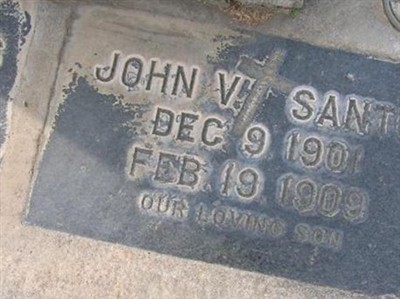 JOHN V. SANT
DEC 9 1901
FEB. 19. 1909
OUR LOVING SON